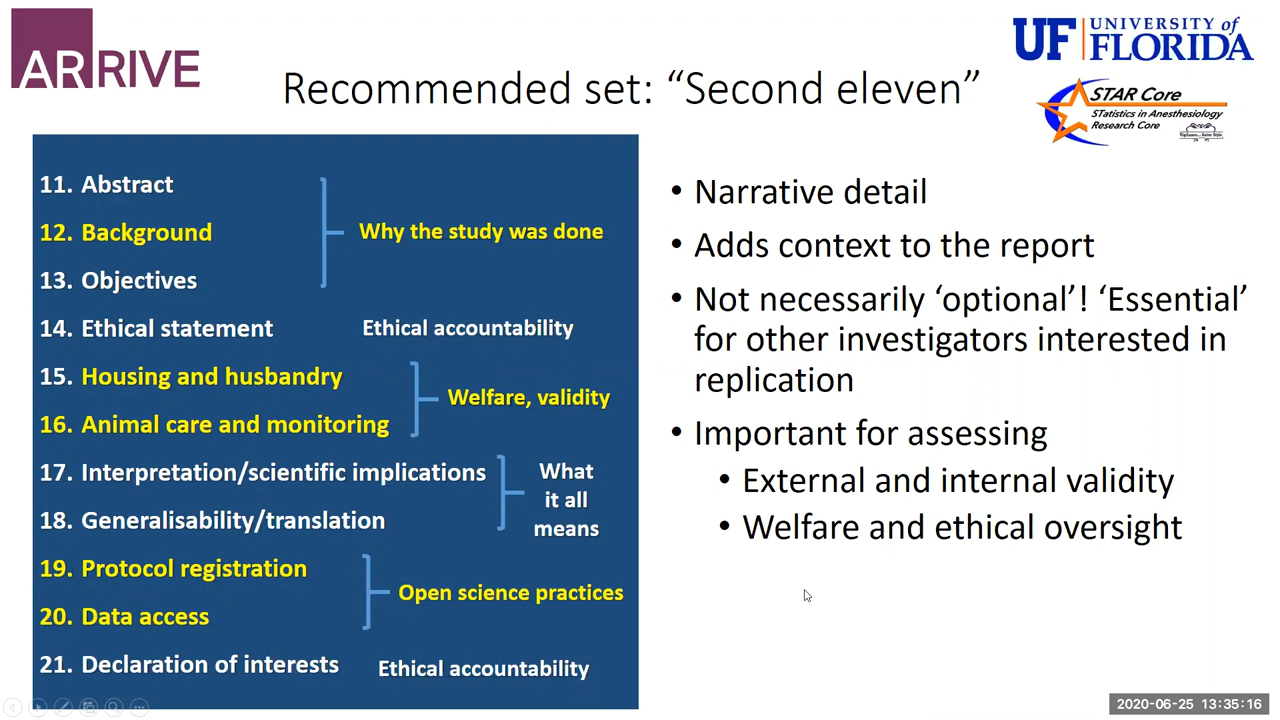 ARRIVE
UF UNIVERSITY of
FLORIDA
Recommended set: “Second eleven”
STAR Core
STatistics in Anesthesiology
Research Core
11. Abstract
12. Background
13. Objectives
Why the study was done
14. Ethical statement
Ethical accountability
15. Housing and husbandry
16. Animal care and monitoring
Welfare, validity
17. Interpretation/scientific implications
18. Generalisability/translation
What
it all
means
19. Protocol registration
20. Data access
Open science practices
21. Declaration of interests
Ethical accountability
• Narrative detail
• Adds context to the report
• Not necessarily ‘optional’! ‘Essential’
for other investigators interested in
replication
• Important for assessing
• External and internal validity
• Welfare and ethical oversight
2020-06-25 13:35:16